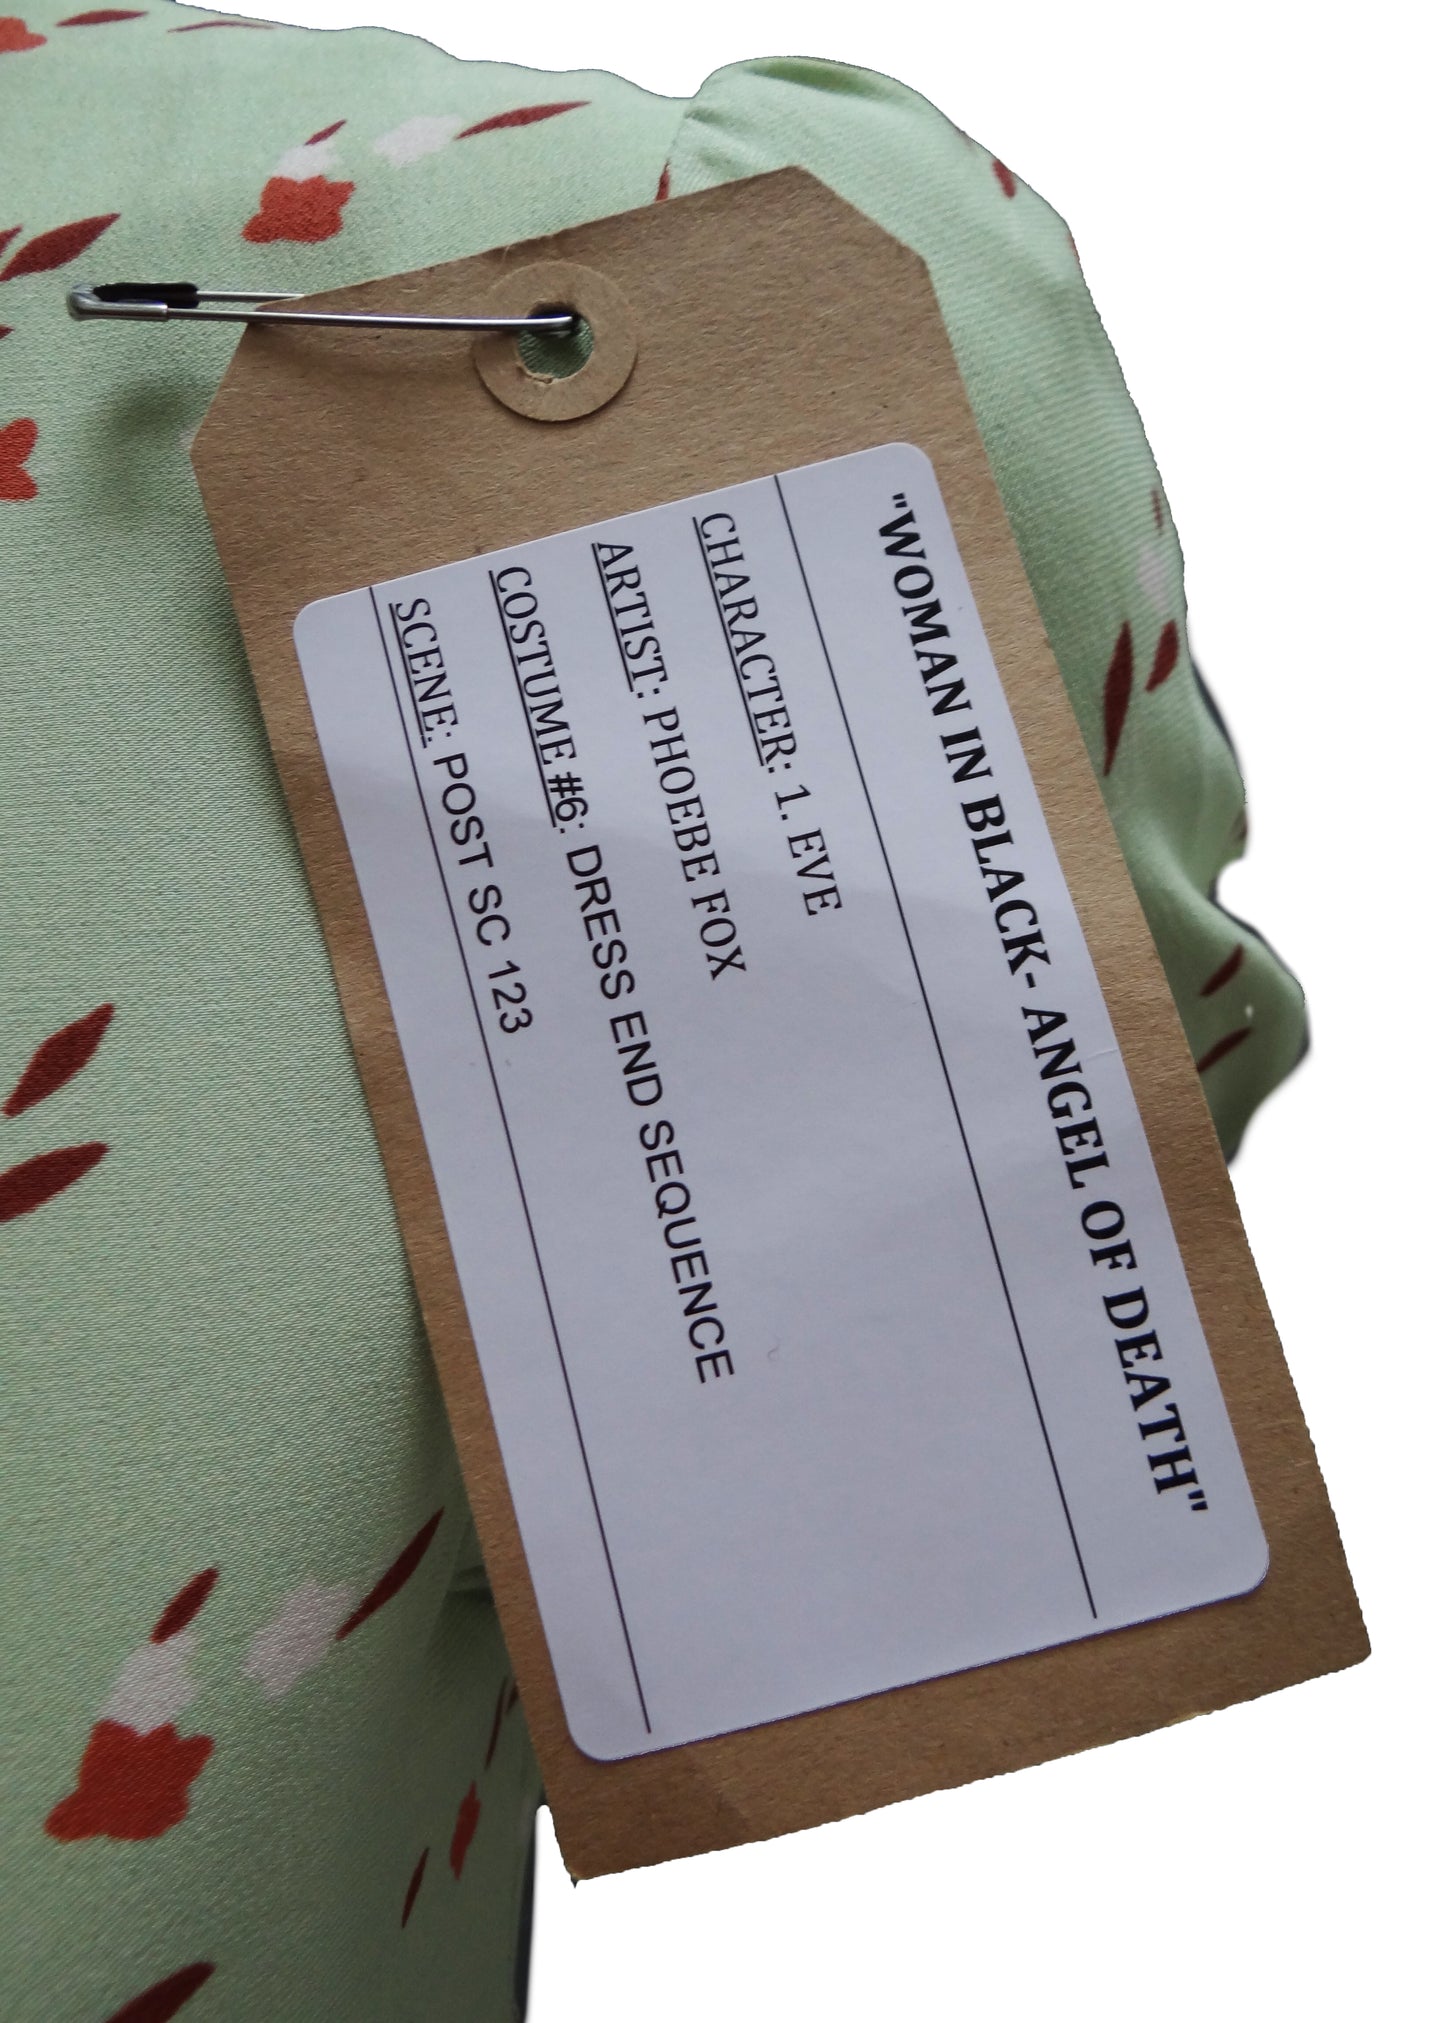 "WOMAN IN BLACK- ANGEL OF DEATH"
CHARACTER: 1. EVE
ARTIST: PHOEBE FOX
COSTUME #6: DRESS END SEQUENCE
SCENE: POST SC 123